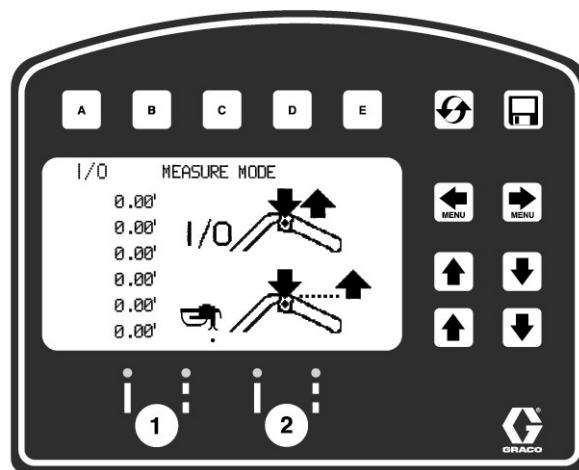 A B C D E
I/O MEASURE MODE
0.00'
0.00'
0.00'
0.00'
0.00'
0.00'
I/O
MENU MENU
1 2
G®
GRACO